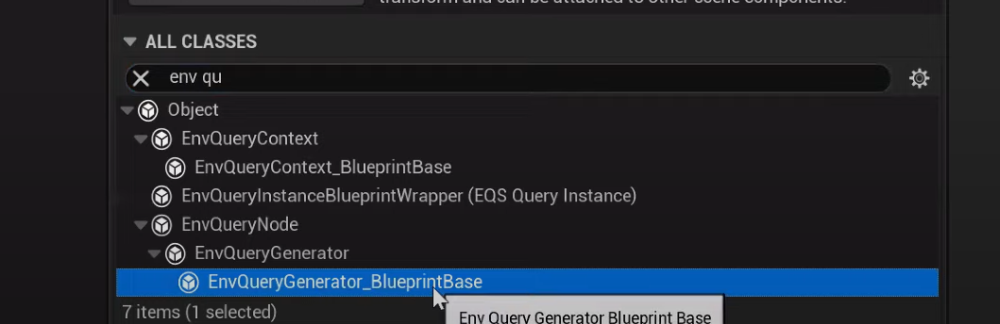 transform and can be attached to other scene components.
ALL CLASSES
env qu
Object
EnvQueryContext
EnvQueryContext_BlueprintBase
EnvQueryInstanceBlueprintWrapper (EQS Query Instance)
EnvQueryNode
EnvQueryGenerator
EnvQueryGenerator_BlueprintBase
7 items (1 selected)
Env Query Generator Blueprint Base